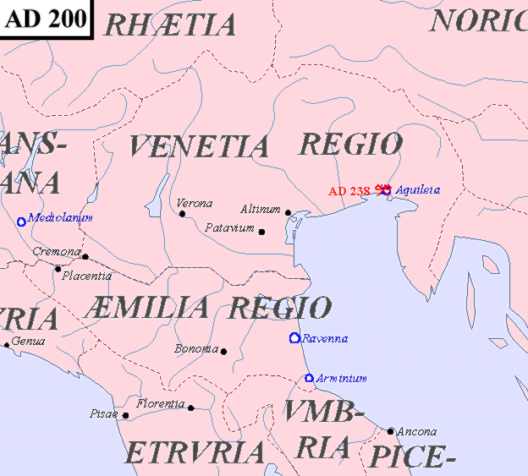 AD 200
RHÆTIA
NORIC
ANS-
ANA
VENETIA REGIO
AD 238
Aquileia
Verona
Altinum
Mediolanum
Patavium
Cremona
Placentia
ÆMILIA REGIO
YRIA
Genua
Ravenna
Bononia
Ariminum
Florentia
Pisae
VMB-
RIA
Ancona
ETRVRIA
PICE-